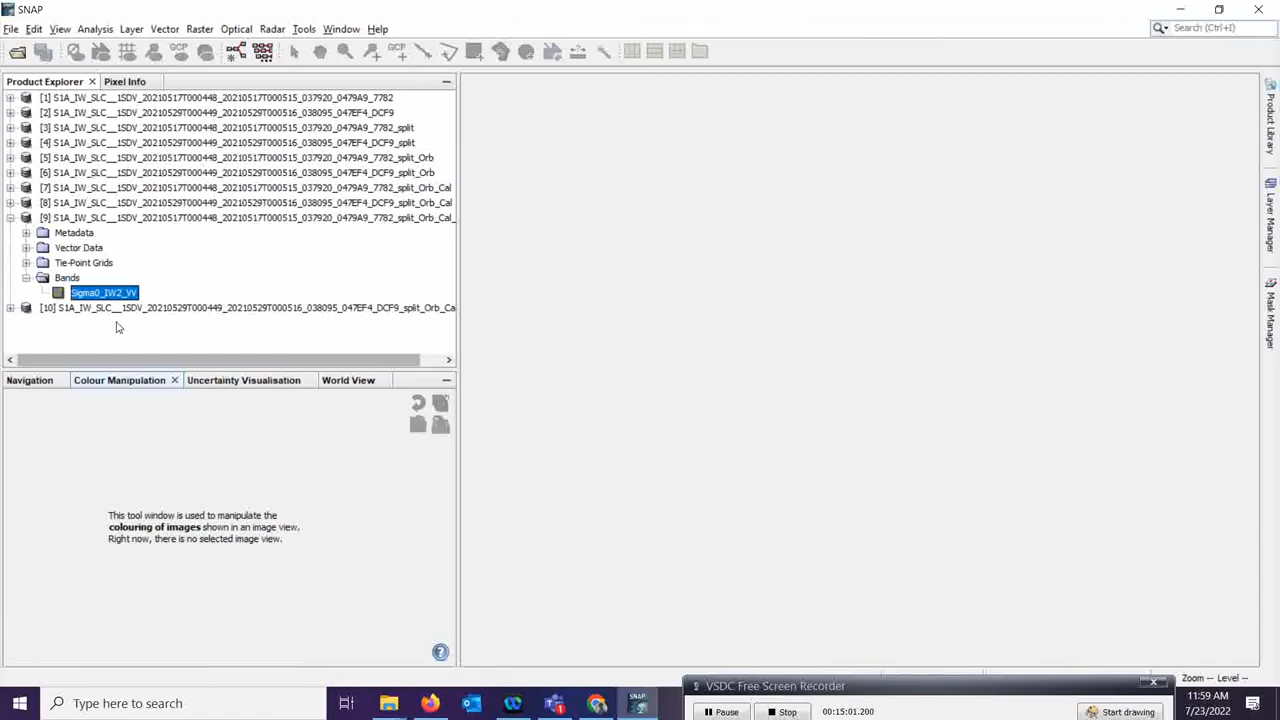 SNAP
File Edit View Analysis Layer Vector Raster Optical Radar Tools Window Help
Search (Ctrl+I)
Product Explorer Pixel Info
[1] S1A_IW_SLC__1SDV_20210517T000448_20210517T000515_037920_0479A9_7782
[2] S1A_IW_SLC__1SDV_20210529T000449_20210529T000516_038095_047EF4_DCF9
[3] S1A_IW_SLC__1SDV_20210517T000448_20210517T000515_037920_0479A9_7782_split
[4] S1A_IW_SLC__1SDV_20210529T000449_20210529T000516_038095_047EF4_DCF9_split
[5] S1A_IW_SLC__1SDV_20210517T000448_20210517T000515_037920_0479A9_7782_split_Orb
[6] S1A_IW_SLC__1SDV_20210529T000449_20210529T000516_038095_047EF4_DCF9_split_Orb
[7] S1A_IW_SLC__1SDV_20210517T000448_20210517T000515_037920_0479A9_7782_split_Orb_Cal
[8] S1A_IW_SLC__1SDV_20210529T000449_20210529T000516_038095_047EF4_DCF9_split_Orb_Cal
[9] S1A_IW_SLC__1SDV_20210517T000448_20210517T000515_037920_0479A9_7782_split_Orb_Cal_
Metadata
Vector Data
Tie-Point Grids
Bands
Sigma0_IW2_VV
[10] S1A_IW_SLC__1SDV_20210529T000449_20210529T000516_038095_047EF4_DCF9_split_Orb_Ca
Navigation Colour Manipulation Uncertainty Visualisation World View
This tool window is used to manipulate the
colouring of images shown in an image view.
Right now, there is no selected image view.
Product Library
Layer Manager
Mask Manager
Zoom -- Level --
VSDC Free Screen Recorder
Pause Stop 00:15:01.200 Start drawing
Type here to search
SNAP
11:59 AM
7/23/2022